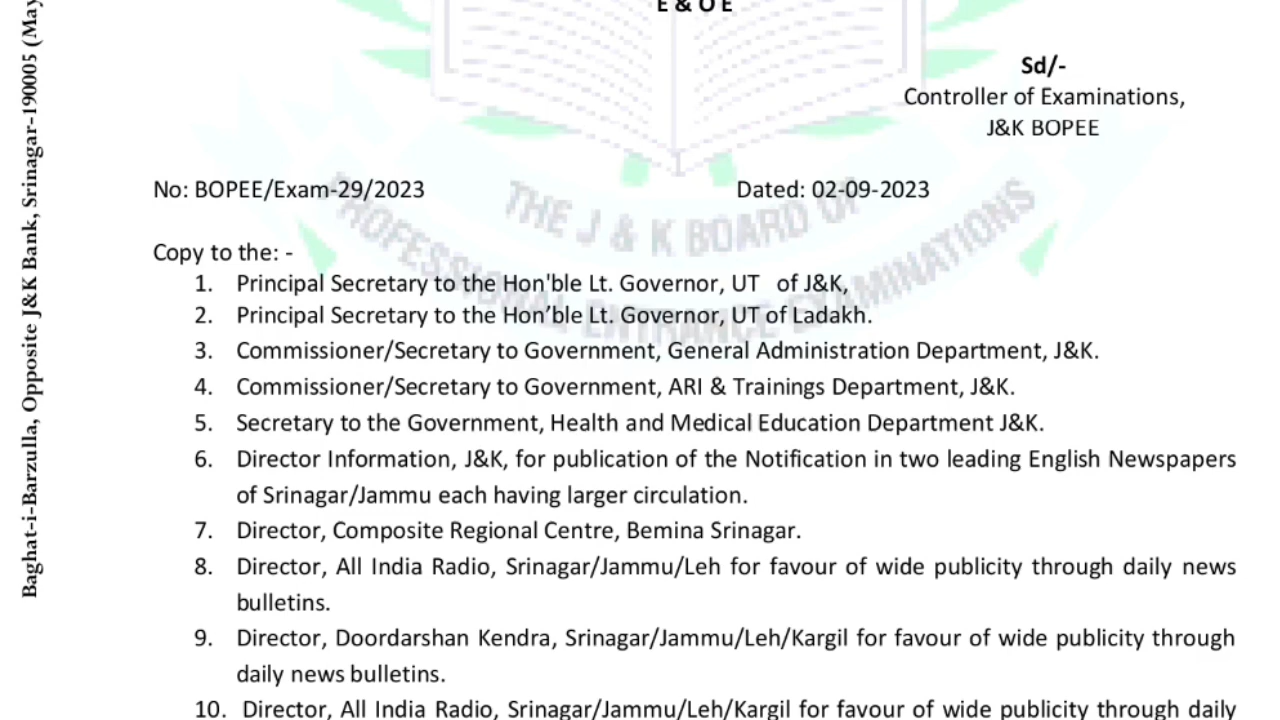 E & O E
Sd/-
Controller of Examinations,
J&K BOPEE
No: BOPEE/Exam-29/2023 Dated: 02-09-2023
Copy to the: -
1. Principal Secretary to the Hon'ble Lt. Governor, UT of J&K,
2. Principal Secretary to the Hon’ble Lt. Governor, UT of Ladakh.
3. Commissioner/Secretary to Government, General Administration Department, J&K.
4. Commissioner/Secretary to Government, ARI & Trainings Department, J&K.
5. Secretary to the Government, Health and Medical Education Department J&K.
6. Director Information, J&K, for publication of the Notification in two leading English Newspapers
of Srinagar/Jammu each having larger circulation.
7. Director, Composite Regional Centre, Bemina Srinagar.
8. Director, All India Radio, Srinagar/Jammu/Leh for favour of wide publicity through daily news
bulletins.
9. Director, Doordarshan Kendra, Srinagar/Jammu/Leh/Kargil for favour of wide publicity through
daily news bulletins.
10. Director, All India Radio, Srinagar/Jammu/Leh/Kargil for favour of wide publicity through daily
Baghat-i-Barzulla, Opposite J&K Bank, Srinagar-190005 (May
THE J & K BOARD OF
PROFESSIONAL ENTRANCE EXAMINATIONS